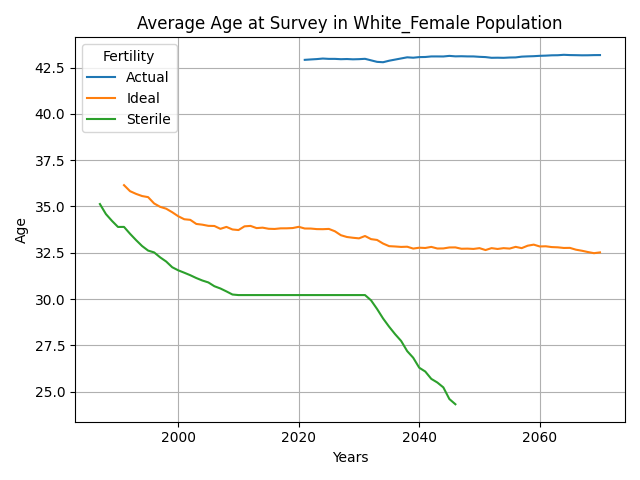 Average Age at Survey in White_Female Population
Fertility
Actual
Ideal
Sterile
Age
42.5
40.0
37.5
35.0
32.5
30.0
27.5
25.0
2000
2020
2040
2060
Years